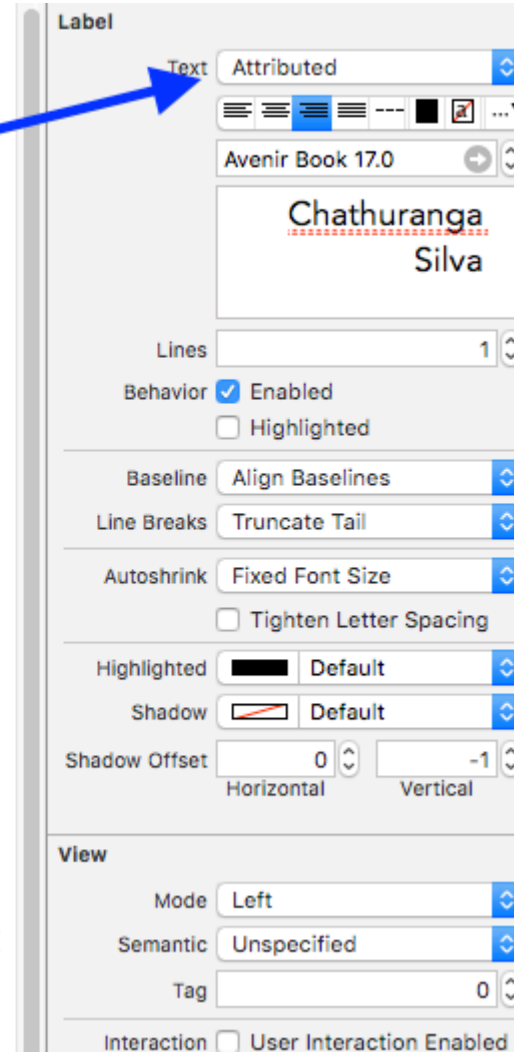 Label
Text Attributed
...
Avenir Book 17.0
Chathuranga
Silva
Lines 1
Behavior Enabled
Highlighted
Baseline Align Baselines
Line Breaks Truncate Tail
Autoshrink Fixed Font Size
Tighten Letter Spacing
Highlighted Default
Shadow Default
Shadow Offset 0 -1
Horizontal Vertical
View
Mode Left
Semantic Unspecified
Tag 0
Interaction User Interaction Enabled